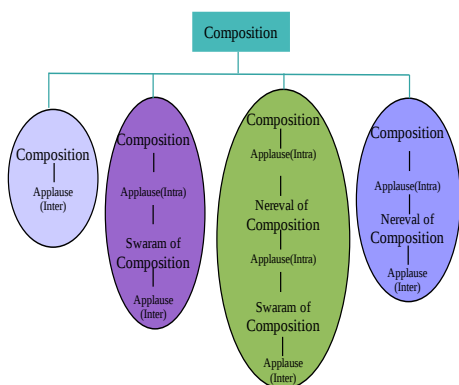 Composition
Composition
Applause
(Inter)
Composition
Applause(Intra)
Swaram of
Composition
Applause
(Inter)
Composition
Applause(Intra)
Nereval of
Composition
Applause(Intra)
Swaram of
Composition
Applause
(Inter)
Composition
Applause(Intra)
Nereval of
Composition
Applause
(Inter)